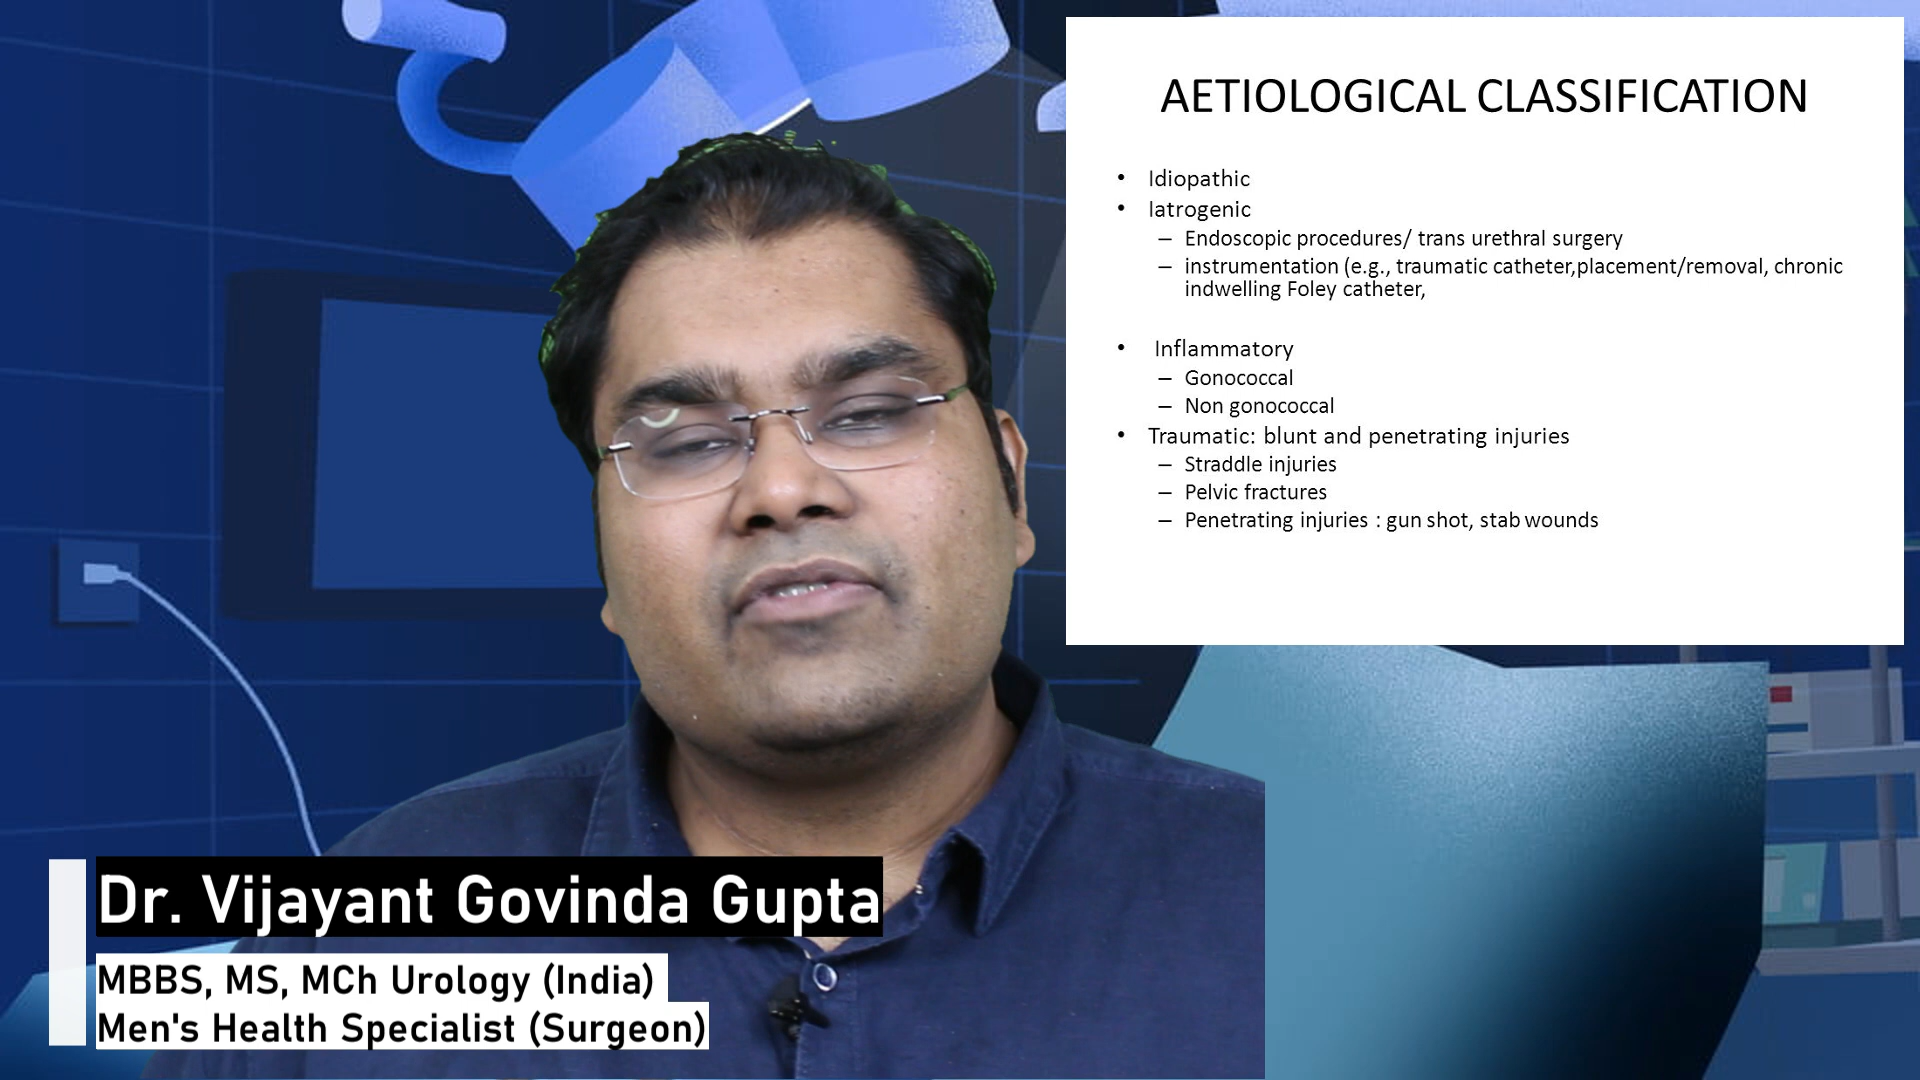 AETIOLOGICAL CLASSIFICATION
• Idiopathic
• Iatrogenic
– Endoscopic procedures/ trans urethral surgery
– instrumentation (e.g., traumatic catheter,placement/removal, chronic
indwelling Foley catheter,
• Inflammatory
– Gonococcal
– Non gonococcal
• Traumatic: blunt and penetrating injuries
– Straddle injuries
– Pelvic fractures
– Penetrating injuries : gun shot, stab wounds
Dr. Vijayant Govinda Gupta
MBBS, MS, MCh Urology (India)
Men's Health Specialist (Surgeon)